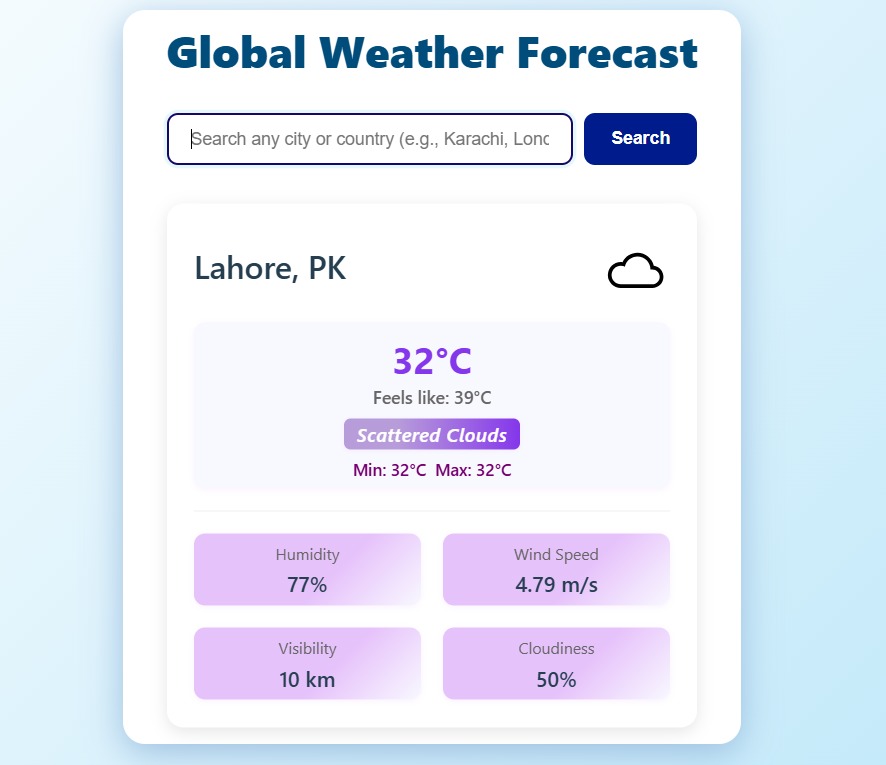 Global Weather Forecast
Search any city or country (e.g., Karachi, Lond
Search
Lahore, PK
32°C
Feels like: 39°C
Scattered Clouds
Min: 32°C Max: 32°C
Humidity
77%
Wind Speed
4.79 m/s
Visibility
10 km
Cloudiness
50%